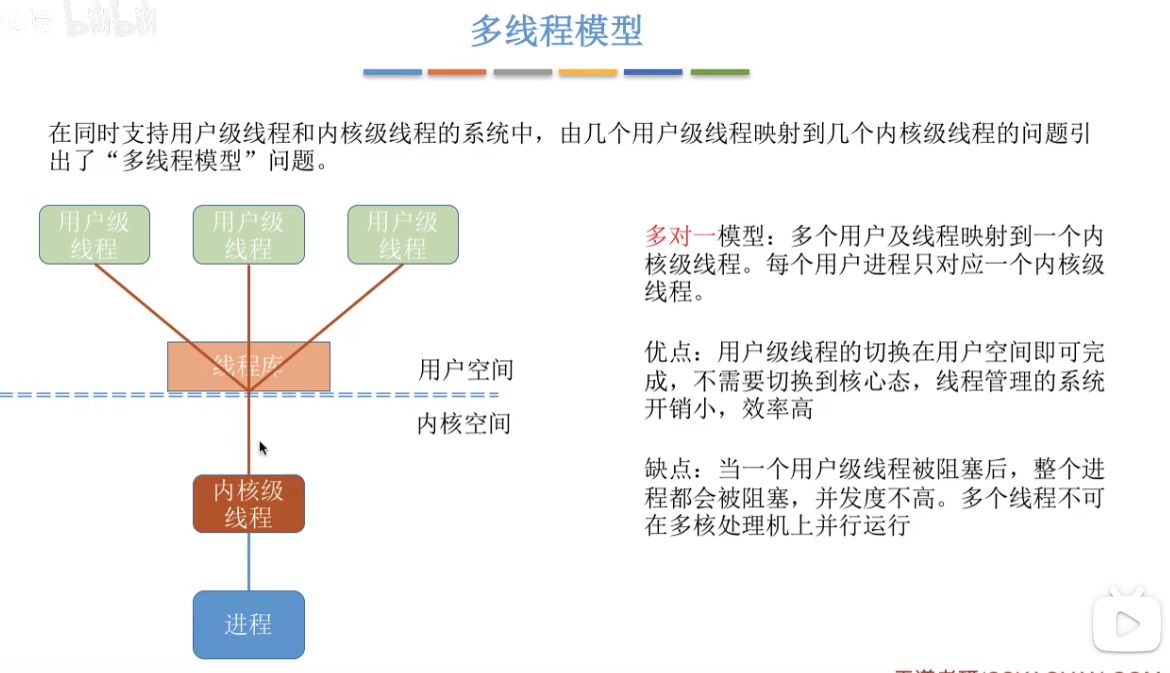 bilibili
多线程模型
在同时支持用户级线程和内核级线程的系统中，由几个用户级线程映射到几个内核级线程的问题引
出了“多线程模型”问题。
用户级
线程
用户级
线程
用户级
线程
线程库
用户空间
内核空间
内核级
线程
进程
多对一模型：多个用户及线程映射到一个内
核级线程。每个用户进程只对应一个内核级
线程。
优点：用户级线程的切换在用户空间即可完
成，不需要切换到核心态，线程管理的系统
开销小，效率高
缺点：当一个用户级线程被阻塞后，整个进
程都会被阻塞，并发度不高。多个线程不可
在多核处理机上并行运行